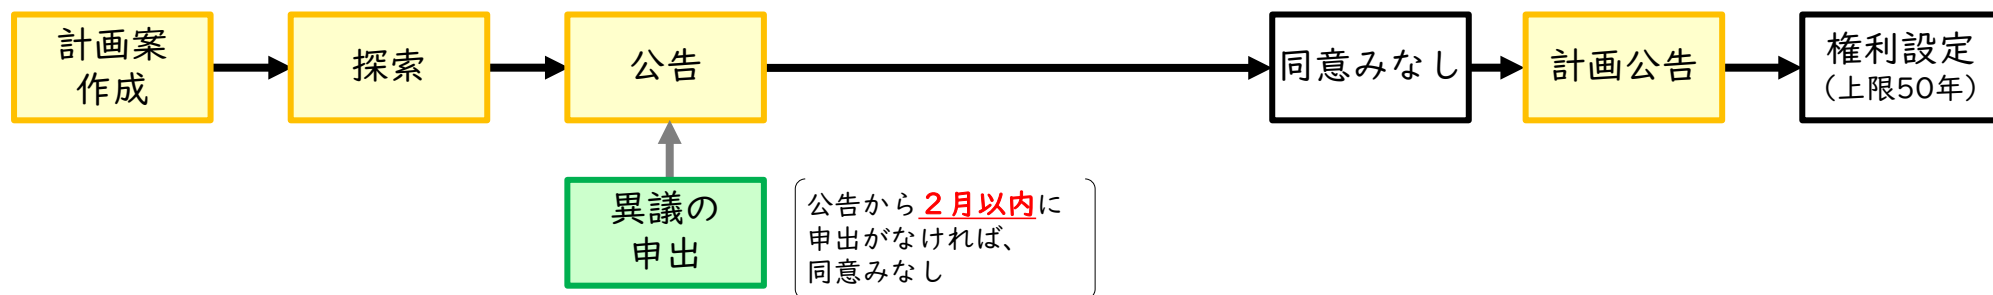 計画案
作成
探索
公告
同意みなし
計画公告
権利設定
（上限50年）
異議の
申出
公告から２月以内に
申出がなければ、
同意みなし